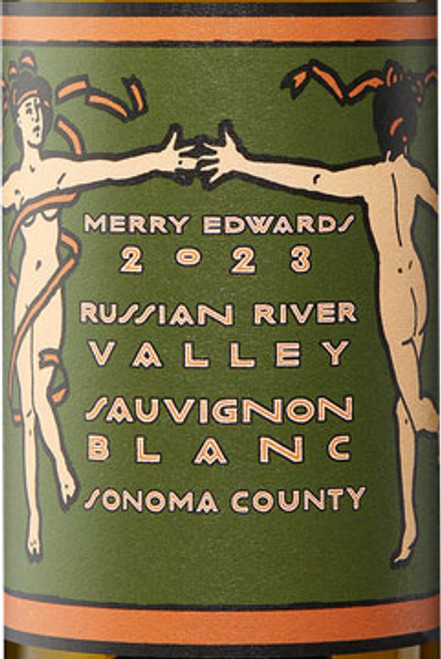 MERRY EDWARDS
2023
RUSSIAN RIVER
VALLEY
SAUVIGNON
BLANC
SONOMA COUNTY